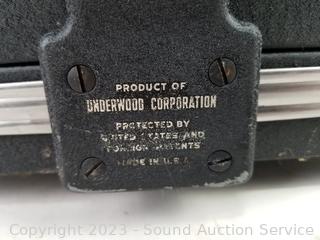 PRODUCT OF
UNDERWOOD CORPORATION
PROTECTED BY
UNITED STATES AND
FOREIGN PATENTS
MADE IN U.S.A
Copyright © 2023 - Sound Auction Service